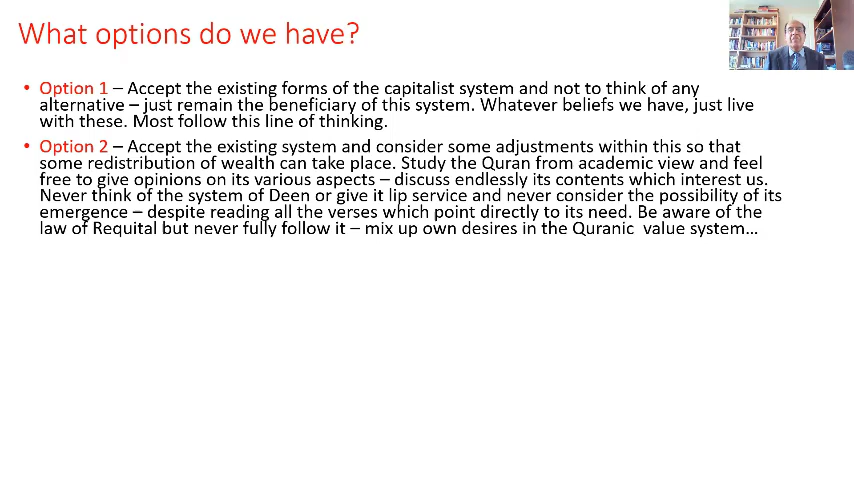 What options do we have?
• Option 1 – Accept the existing forms of the capitalist system and not to think of any
alternative – just remain the beneficiary of this system. Whatever beliefs we have, just live
with these. Most follow this line of thinking.
• Option 2 – Accept the existing system and consider some adjustments within this so that
some redistribution of wealth can take place. Study the Quran from academic view and feel
free to give opinions on its various aspects – discuss endlessly its contents which interest us.
Never think of the system of Deen or give it lip service and never consider the possibility of its
emergence – despite reading all the verses which point directly to its need. Be aware of the
law of Requital but never fully follow it – mix up own desires in the Quranic value system…